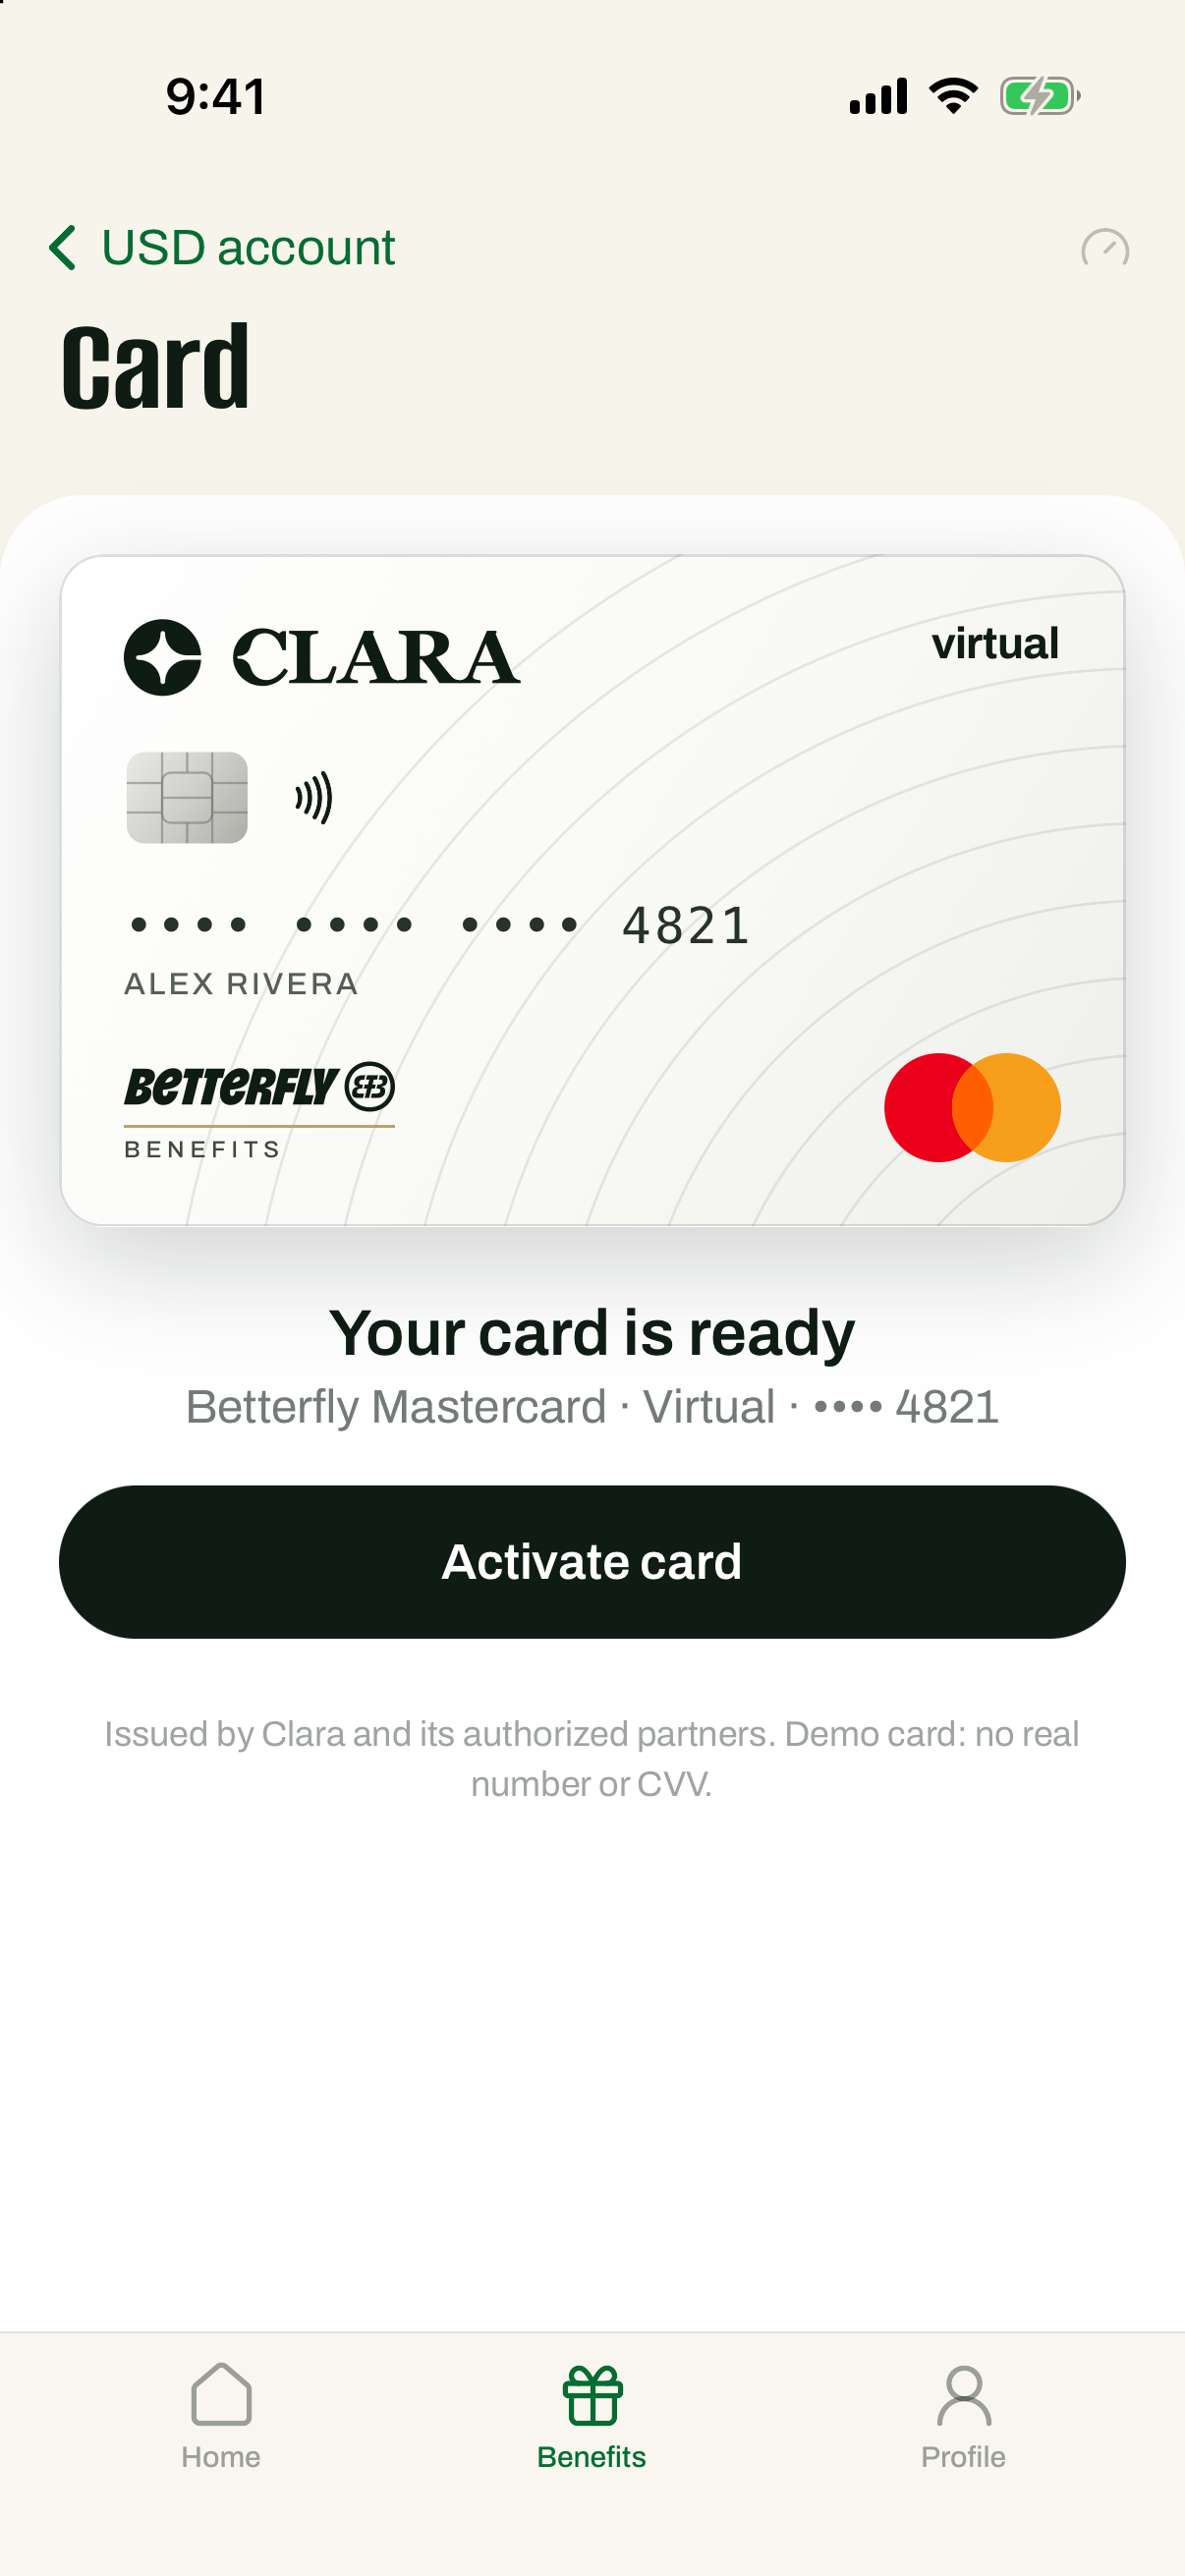 9:41
USD account
Card
CLARA
virtual
•••• •••• •••• 4821
ALEX RIVERA
BETTERFLY
BENEFITS
Your card is ready
Betterfly Mastercard · Virtual · •••• 4821
Activate card
Issued by Clara and its authorized partners. Demo card: no real
number or CVV.
Home
Benefits
Profile